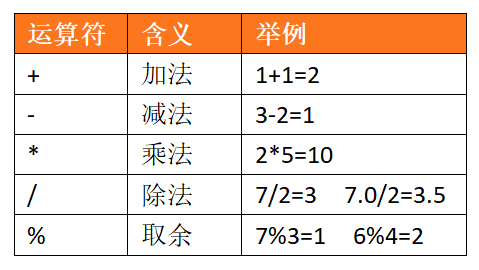 运算符 含义 举例
+ 加法 1+1=2
- 减法 3-2=1
* 乘法 2*5=10
/ 除法 7/2=3 7.0/2=3.5
% 取余 7%3=1 6%4=2